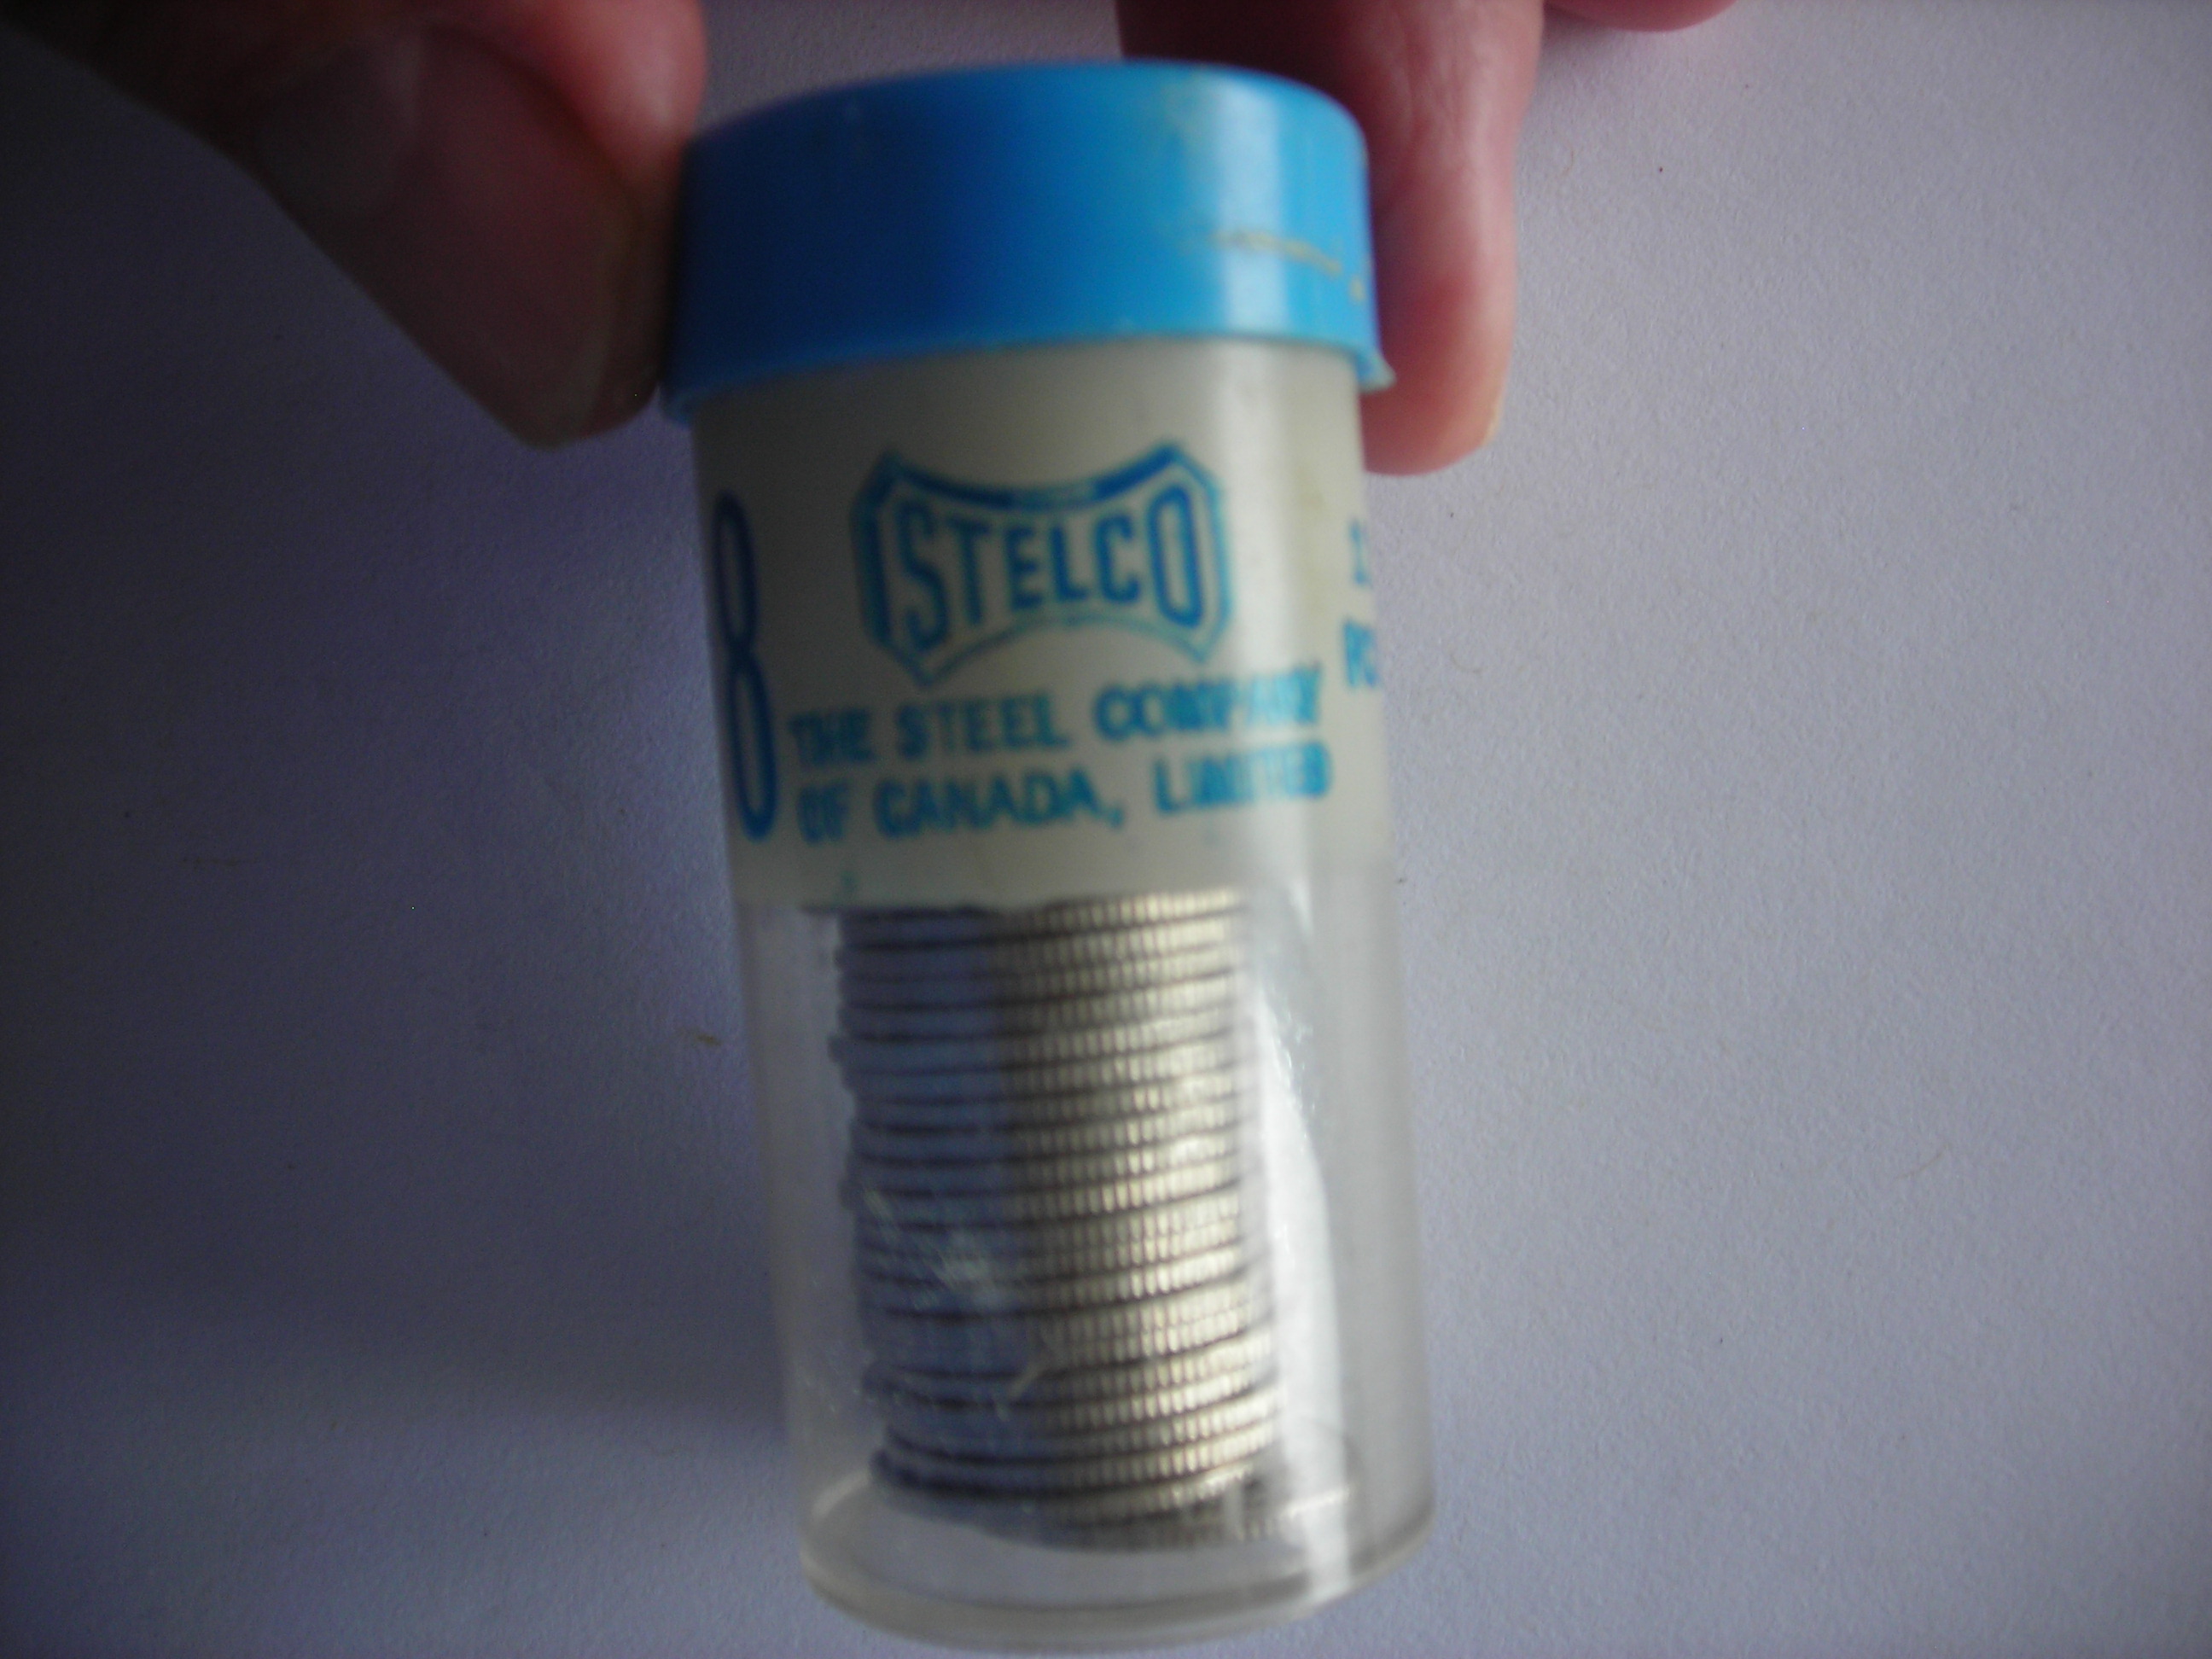 8
STELCO
THE STEEL COMPANY
OF CANADA, LIMITED